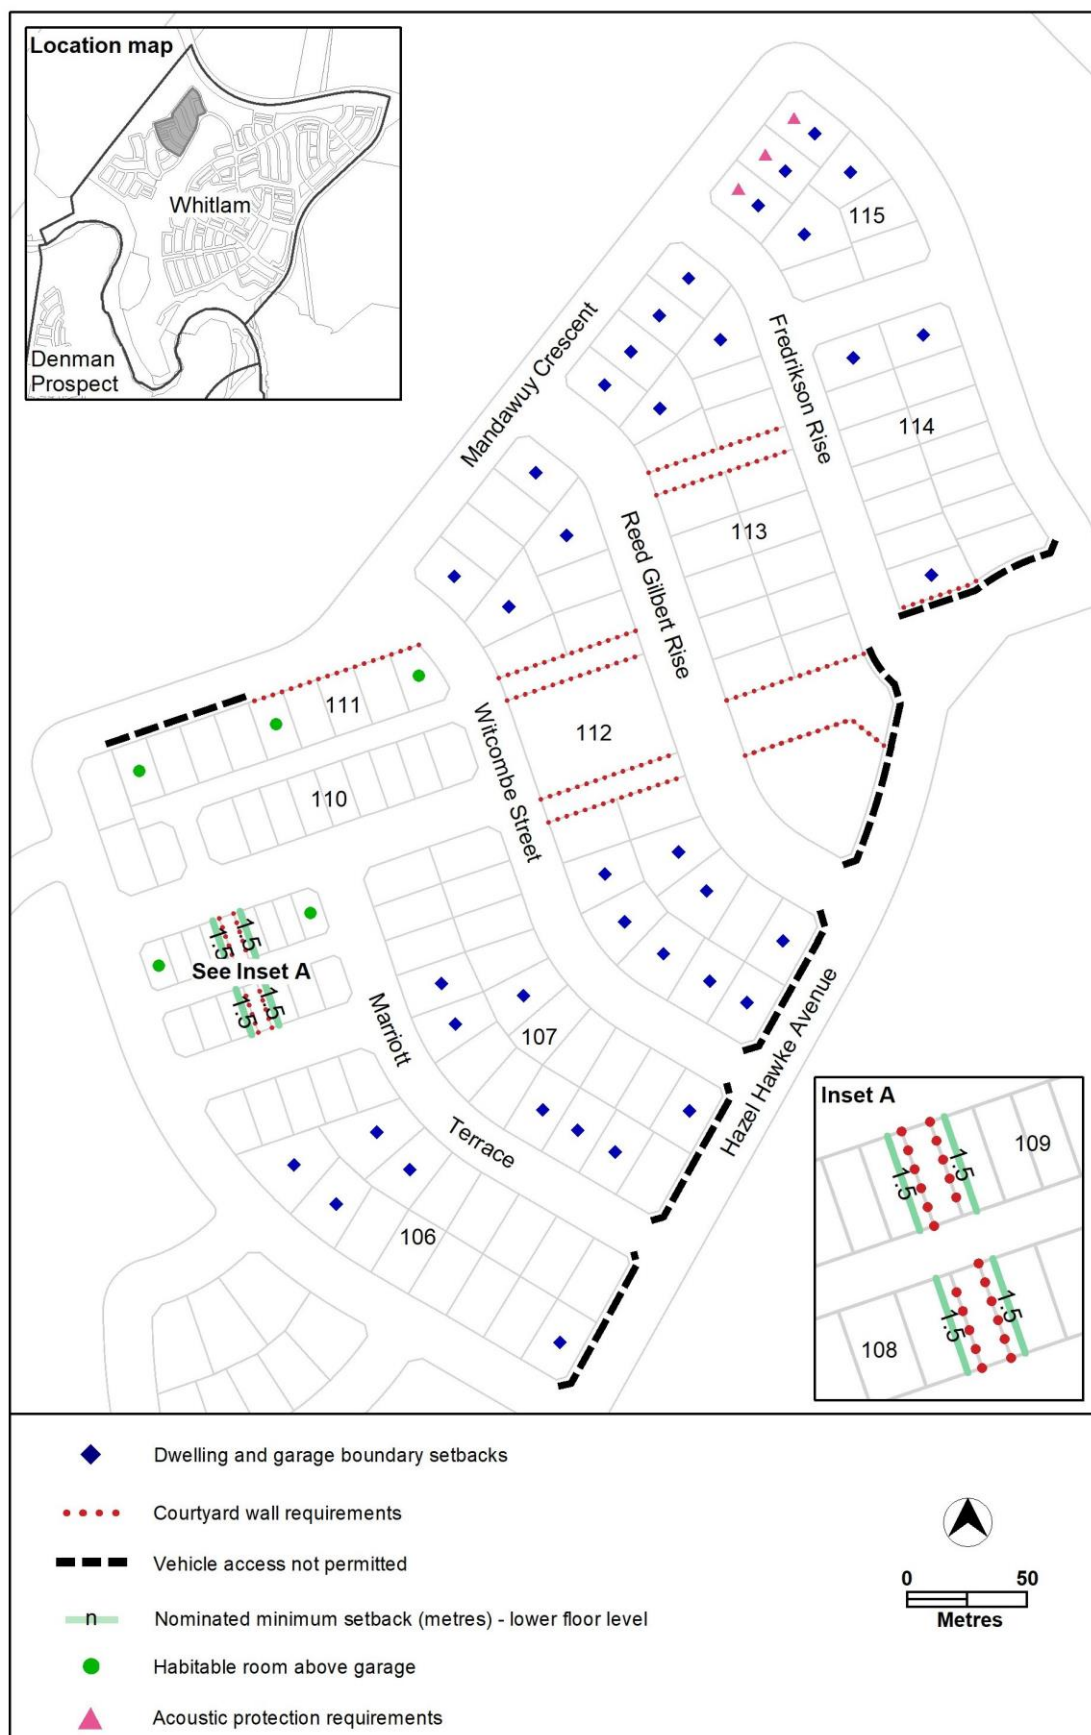 Location map
Whitlam
Denman
Prospect
Mandawuy Crescent
115
Fredrikson Rise
114
113
Reed Gilbert Rise
112
111
Witcombe Street
110
1.5
1.5
See Inset A
1.5
1.5
Marriott
Terrace
107
106
Hazel Hawke Avenue
Inset A
109
1.5
1.5
1.5
1.5
108
Dwelling and garage boundary setbacks
Courtyard wall requirements
Vehicle access not permitted
n
Nominated minimum setback (metres) - lower floor level
Habitable room above garage
Acoustic protection requirements
0 50
Metres